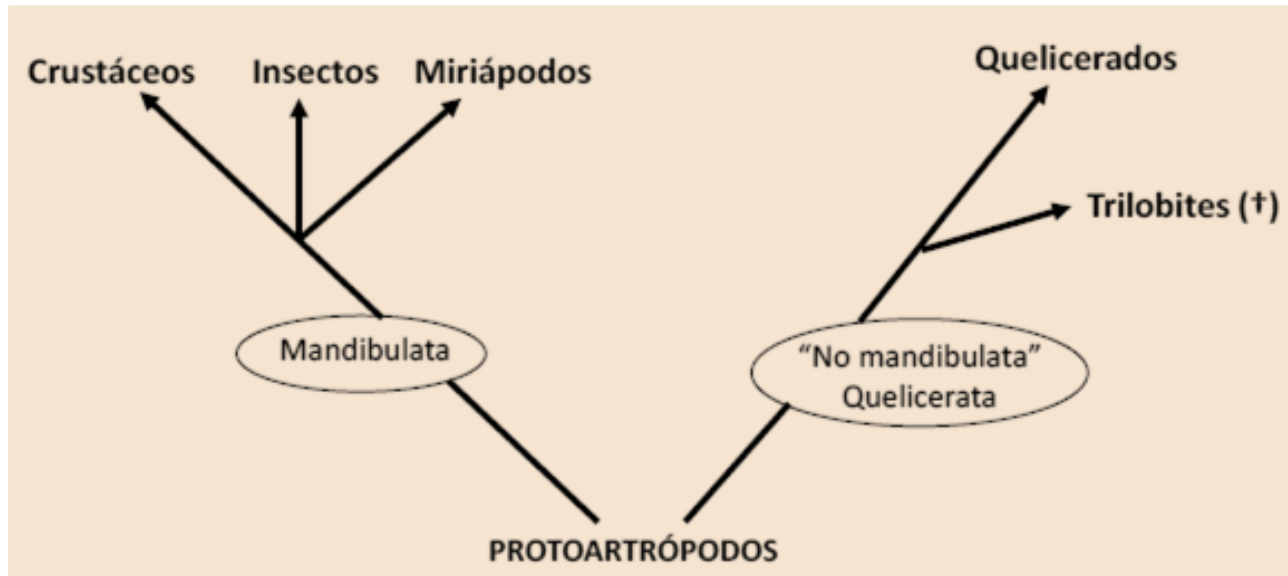 Crustáceos
Insectos
Miriápodos
Quelicerados
Trilobites (†)
Mandibulata
“No mandibulata”
Quelicerata
PROTOARTRÓPODOS